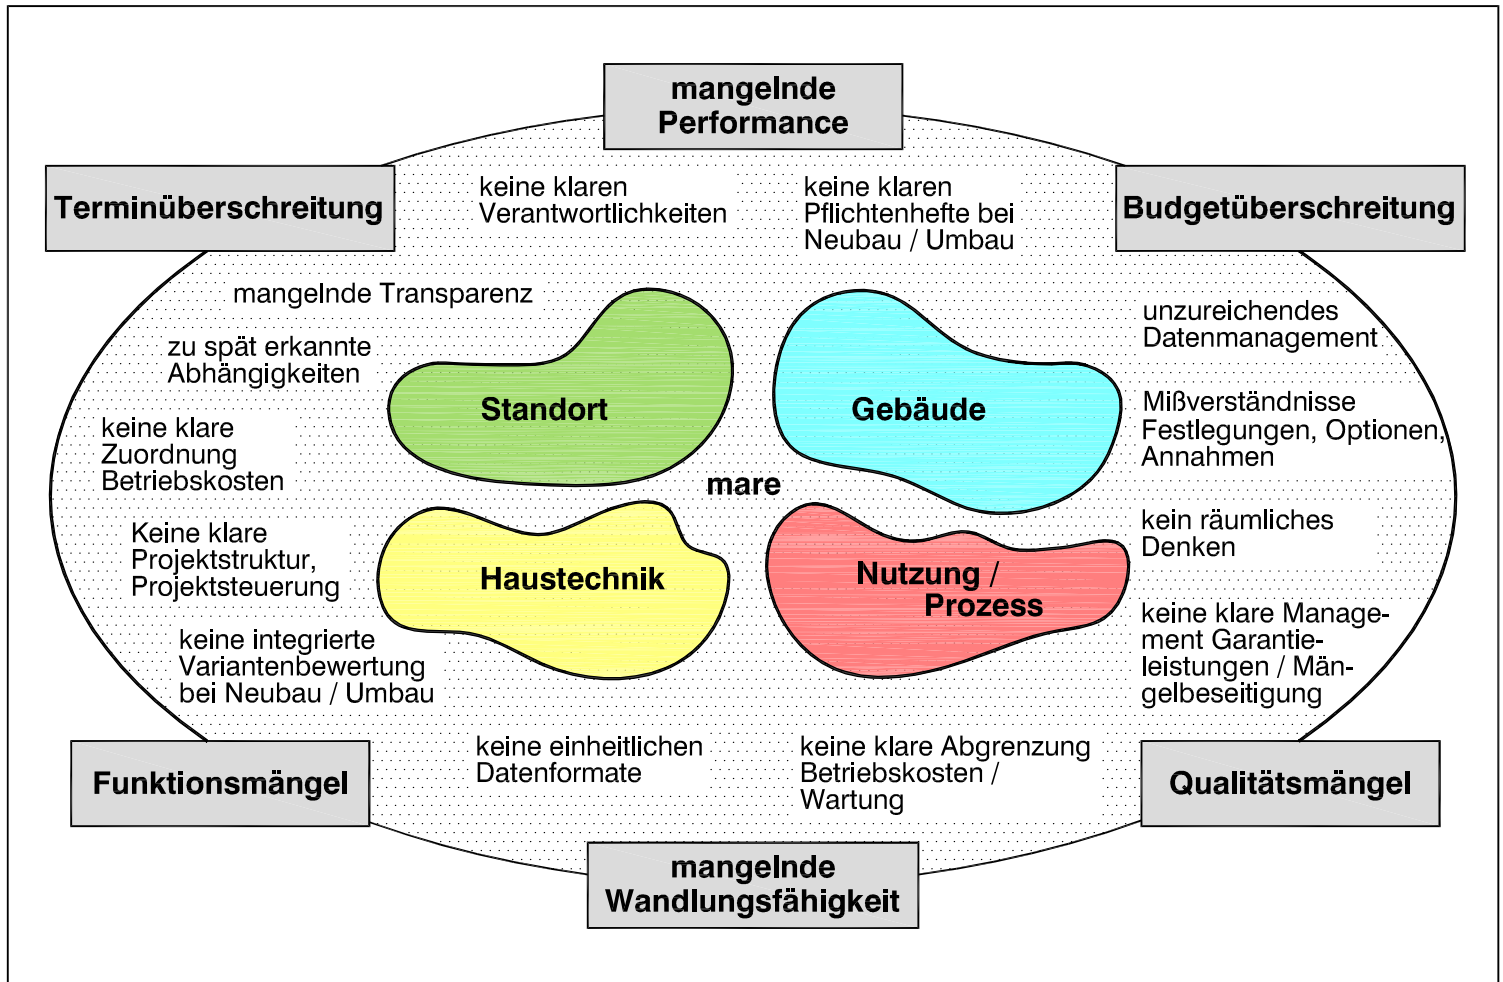 mangelnde
Performance
Terminüberschreitung
Budgetüberschreitung
keine klaren
Verantwortlichkeiten
keine klaren
Pflichtenhefte bei
Neubau / Umbau
mangelnde Transparenz
unzureichendes
Datenmanagement
zu spät erkannte
Abhängigkeiten
Standort
Gebäude
Mißverständnisse
Festlegungen, Optionen,
Annahmen
keine klare
Zuordnung
Betriebskosten
mare
Keine klare
Projektstruktur,
Projektsteuerung
Haustechnik
Nutzung /
Prozess
kein räumliches
Denken
keine integrierte
Variantenbewertung
bei Neubau / Umbau
keine klare Manage-
ment Garantie-
leistungen / Män-
gelbeseitigung
keine einheitlichen
Datenformate
keine klare Abgrenzung
Betriebskosten /
Wartung
Funktionsmängel
Qualitätsmängel
mangelnde
Wandlungsfähigkeit